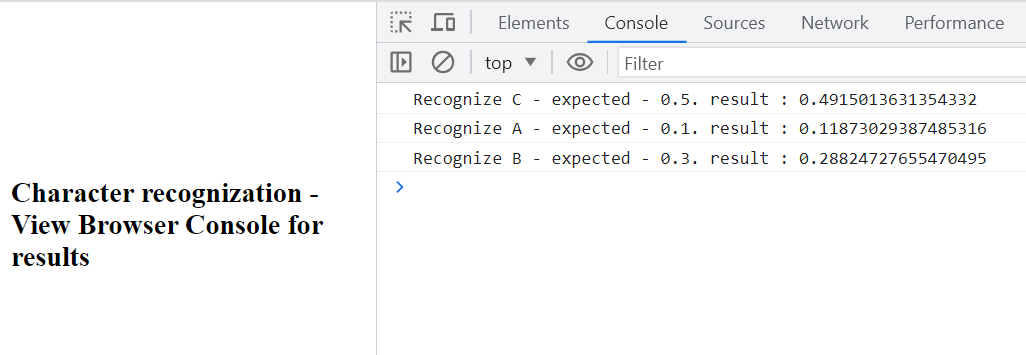 Character recognization -
View Browser Console for
results
Elements Console Sources Network Performance
top Filter
Recognize C - expected - 0.5. result : 0.4915013631354332
Recognize A - expected - 0.1. result : 0.11873029387485316
Recognize B - expected - 0.3. result : 0.28824727655470495